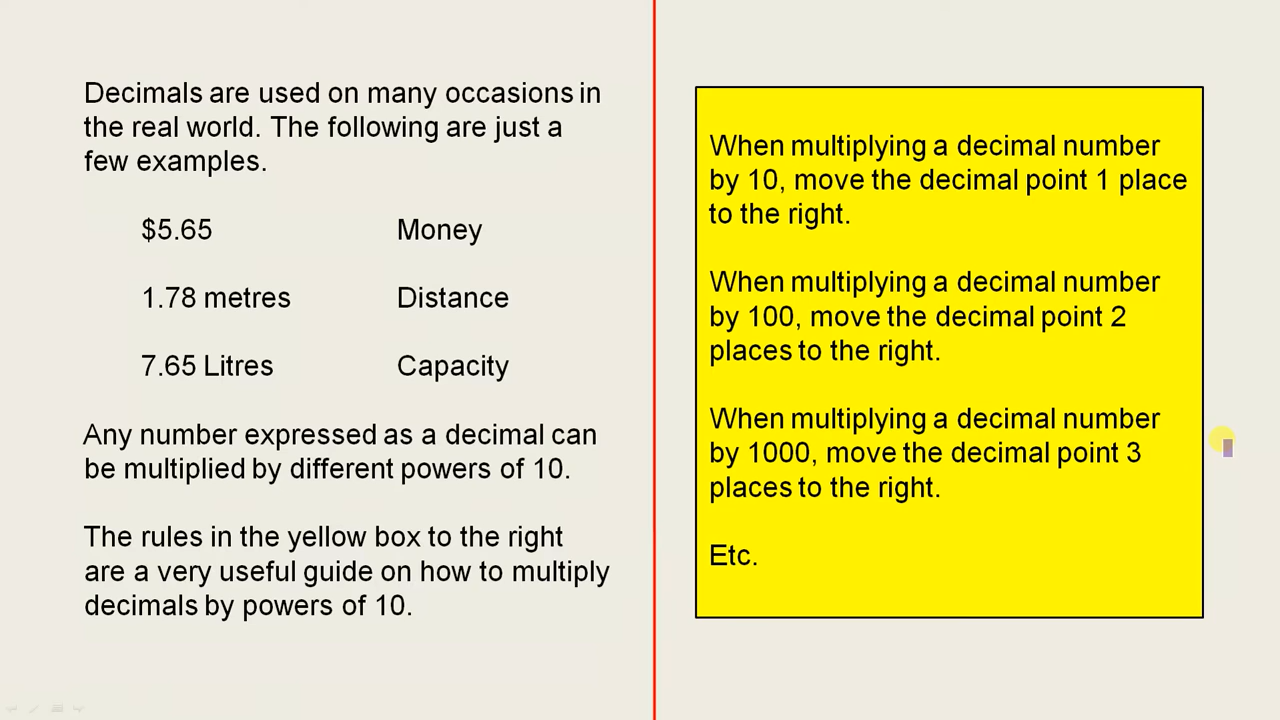 Decimals are used on many occasions in
the real world. The following are just a
few examples.
$5.65 Money
1.78 metres Distance
7.65 Litres Capacity
Any number expressed as a decimal can
be multiplied by different powers of 10.
The rules in the yellow box to the right
are a very useful guide on how to multiply
decimals by powers of 10.
When multiplying a decimal number
by 10, move the decimal point 1 place
to the right.
When multiplying a decimal number
by 100, move the decimal point 2
places to the right.
When multiplying a decimal number
by 1000, move the decimal point 3
places to the right.
Etc.